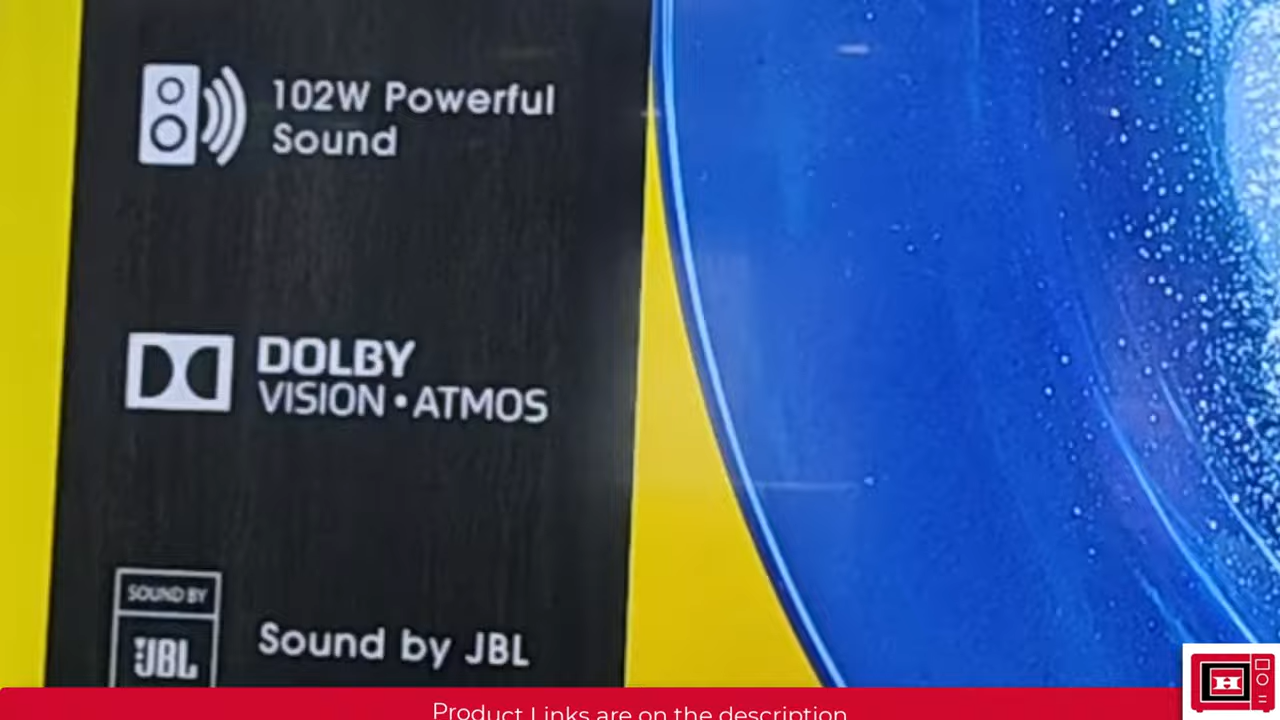 102W Powerful
Sound
DOLBY
VISION•ATMOS
SOUND BY
JBL
Sound by JBL
Product Links are on the description
H